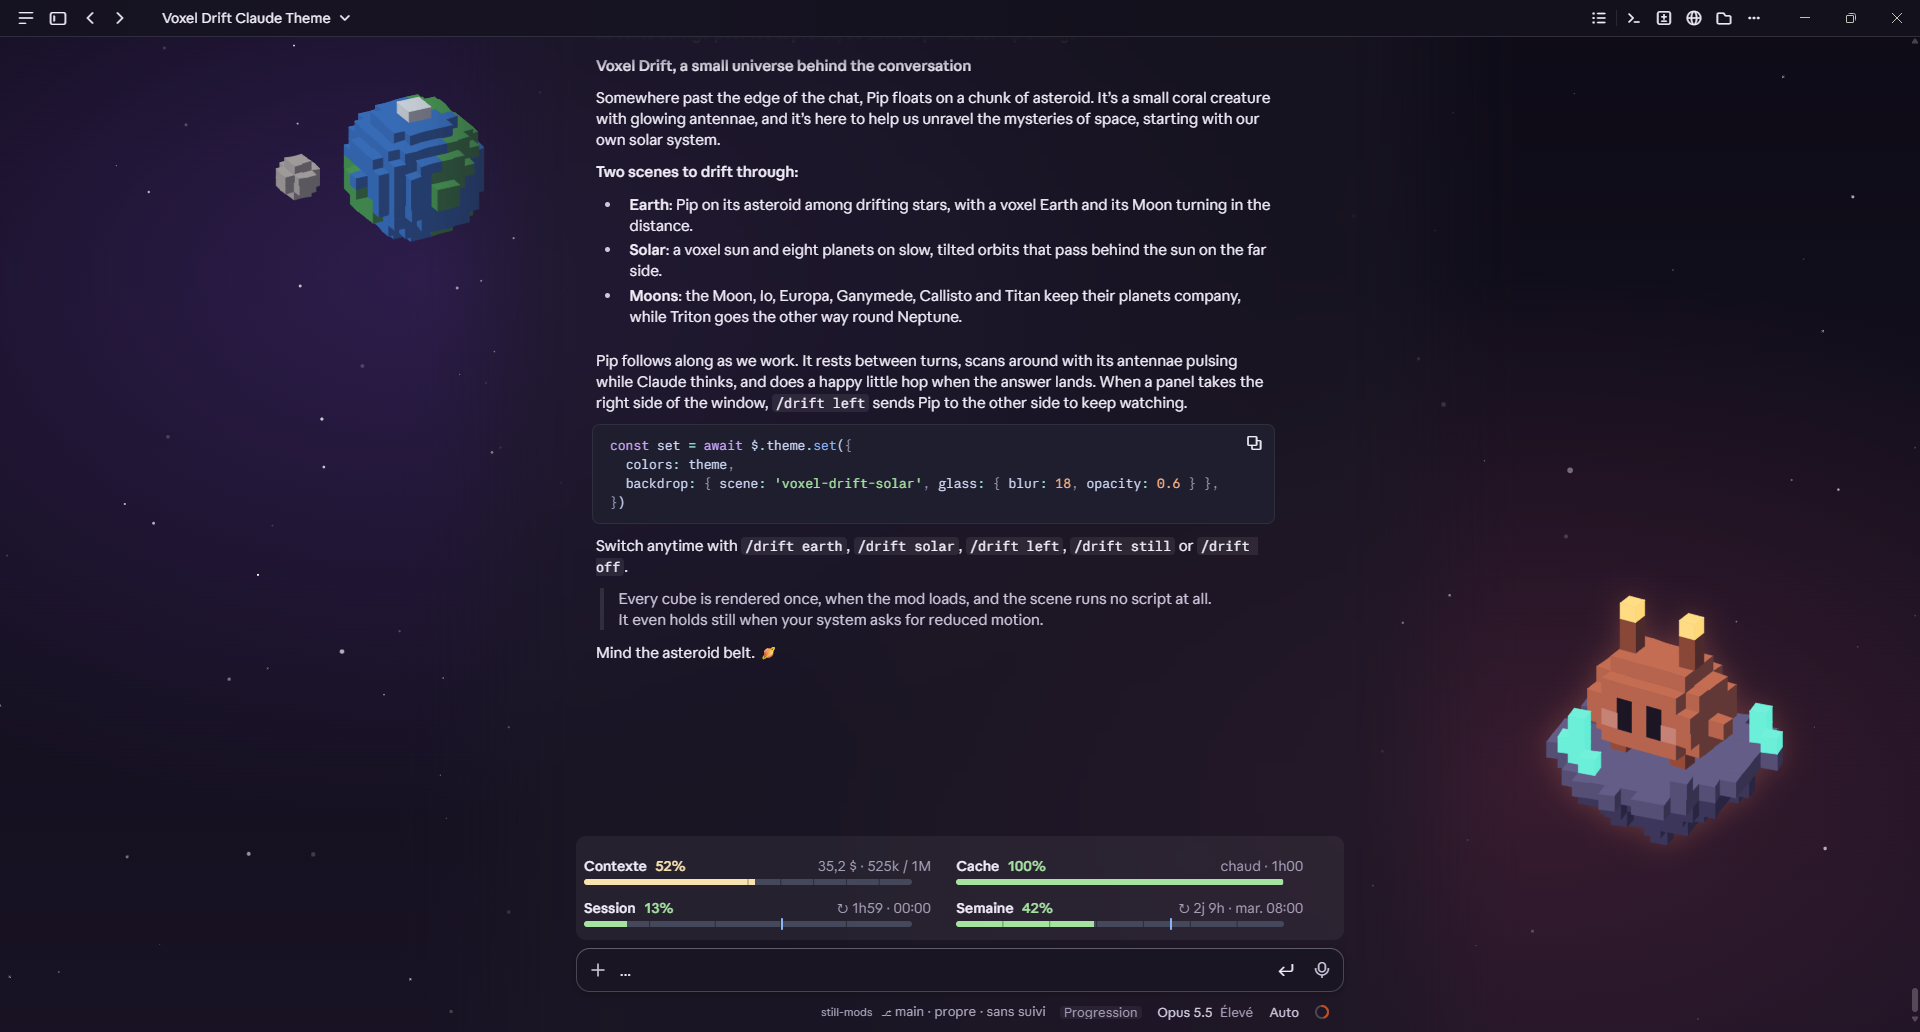 Voxel Drift Claude Theme
Voxel Drift, a small universe behind the conversation
Somewhere past the edge of the chat, Pip floats on a chunk of asteroid. It's a small coral creature
with glowing antennae, and it's here to help us unravel the mysteries of space, starting with our
own solar system.
Two scenes to drift through:
• Earth: Pip on its asteroid among drifting stars, with a voxel Earth and its Moon turning in the
distance.
• Solar: a voxel sun and eight planets on slow, tilted orbits that pass behind the sun on the far
side.
• Moons: the Moon, Io, Europa, Ganymede, Callisto and Titan keep their planets company,
while Triton goes the other way round Neptune.
Pip follows along as we work. It rests between turns, scans around with its antennae pulsing
while Claude thinks, and does a happy little hop when the answer lands. When a panel takes the
right side of the window, /drift left sends Pip to the other side to keep watching.
const set = await $.theme.set({
colors: theme,
backdrop: { scene: 'voxel-drift-solar', glass: { blur: 18, opacity: 0.6 } },
})
Switch anytime with /drift earth, /drift solar, /drift left, /drift still or /drift
off.
Every cube is rendered once, when the mod loads, and the scene runs no script at all.
It even holds still when your system asks for reduced motion.
Mind the asteroid belt. 🪐
Contexte 52% 35,2 $ · 525k / 1M
Cache 100% chaud · 1h00
Session 13% ↻ 1h59 · 00:00
Semaine 42% ↻ 2j 9h · mar. 08:00
...
still-mods main · propre · sans suivi Progression Opus 5.5 Élevé Auto